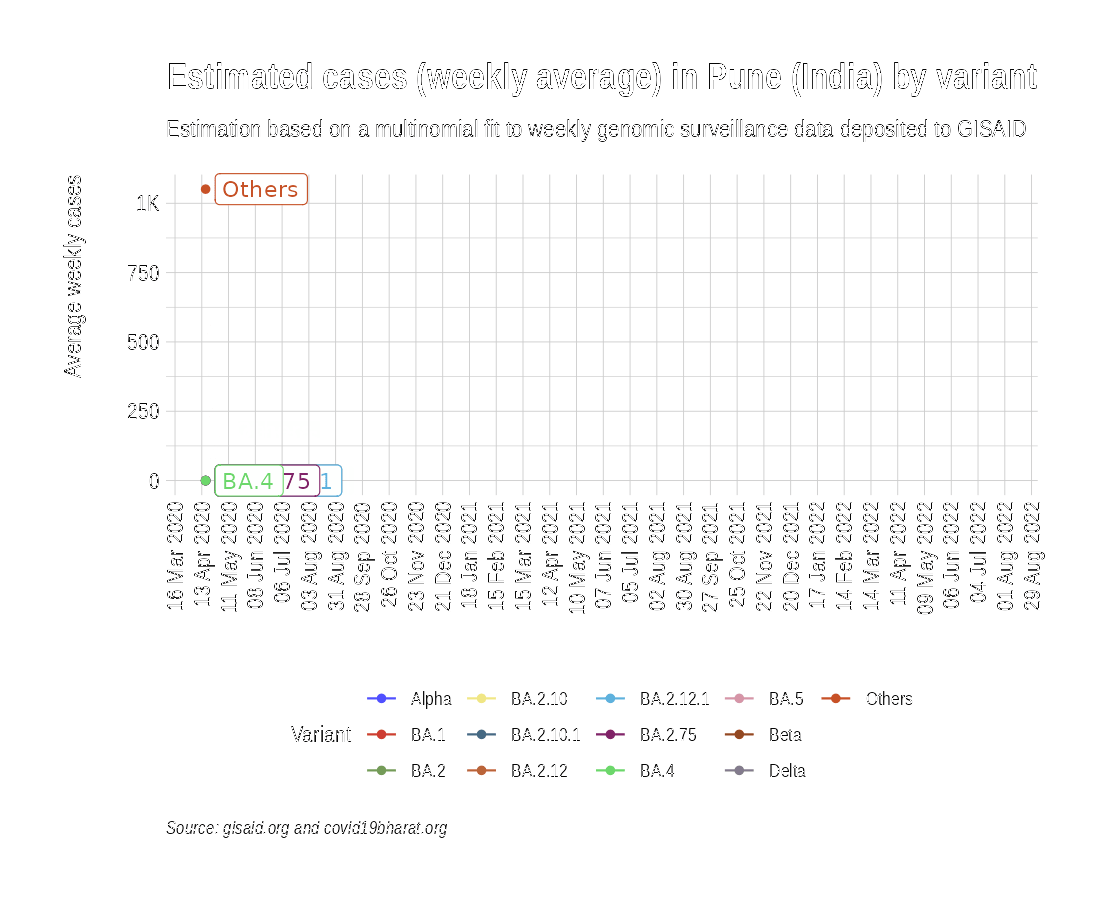 Estimated cases (weekly average) in Pune (India) by variant
Estimation based on a multinomial fit to weekly genomic surveillance data deposited to GISAID
Average weekly cases
1K
750
500
250
0
Others
BA.4
75
1
16 Mar 2020
13 Apr 2020
11 May 2020
08 Jun 2020
06 Jul 2020
03 Aug 2020
31 Aug 2020
28 Sep 2020
26 Oct 2020
23 Nov 2020
21 Dec 2020
18 Jan 2021
15 Feb 2021
15 Mar 2021
12 Apr 2021
10 May 2021
07 Jun 2021
05 Jul 2021
02 Aug 2021
30 Aug 2021
27 Sep 2021
25 Oct 2021
22 Nov 2021
20 Dec 2021
17 Jan 2022
14 Feb 2022
14 Mar 2022
11 Apr 2022
09 May 2022
06 Jun 2022
04 Jul 2022
01 Aug 2022
29 Aug 2022
Variant
Alpha
BA.1
BA.2
BA.2.10
BA.2.10.1
BA.2.12
BA.2.12.1
BA.2.75
BA.4
BA.5
Beta
Delta
Others
Source: gisaid.org and covid19bharat.org